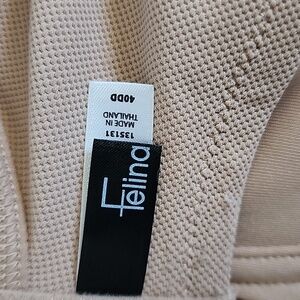 135131
MADE IN
THAILAND
40DD
Felina